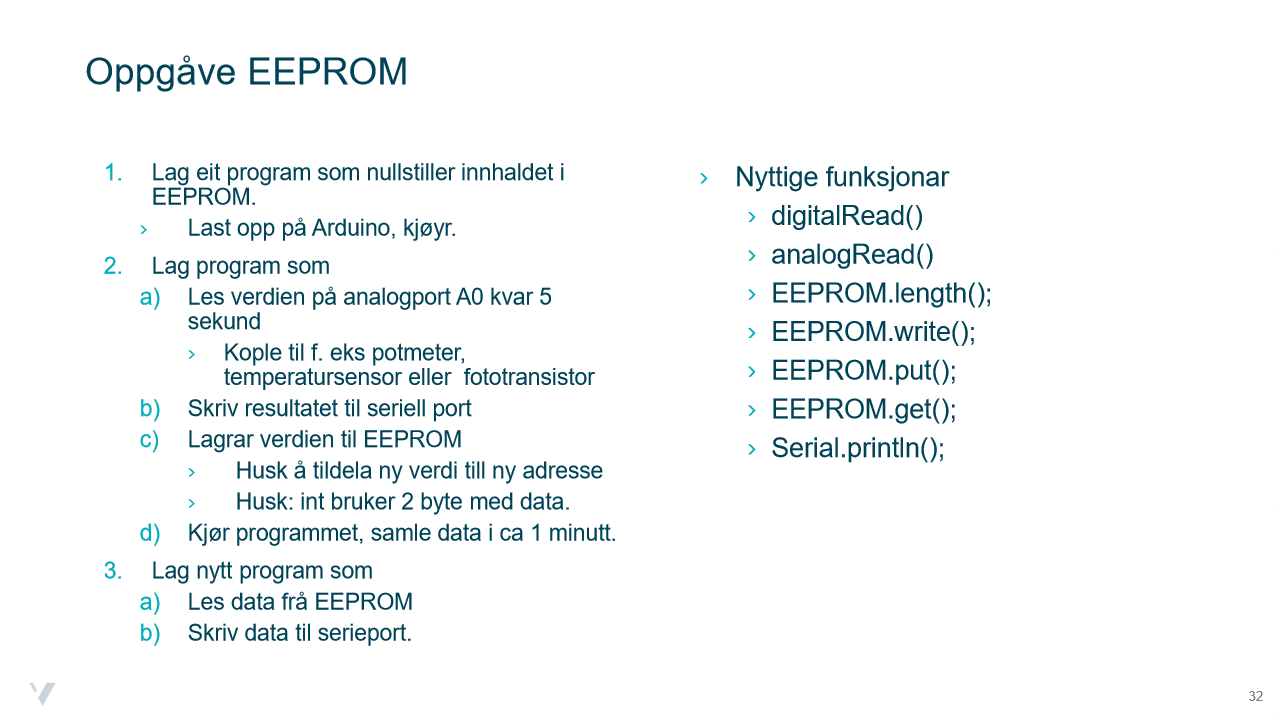 Oppgåve EEPROM
1. Lag eit program som nullstiller innhaldet i
EEPROM.
› Last opp på Arduino, kjøyr.
2. Lag program som
a) Les verdien på analogport A0 kvar 5
sekund
› Kople til f. eks potmeter,
temperatursensor eller  fototransistor
b) Skriv resultatet til seriell port
c) Lagrar verdien til EEPROM
› Husk å tildela ny verdi till ny adresse
› Husk: int bruker 2 byte med data.
d) Kjør programmet, samle data i ca 1 minutt.
3. Lag nytt program som
a) Les data frå EEPROM
b) Skriv data til serieport.
› Nyttige funksjonar
› digitalRead()
› analogRead()
› EEPROM.length();
› EEPROM.write();
› EEPROM.put();
› EEPROM.get();
› Serial.println();
32